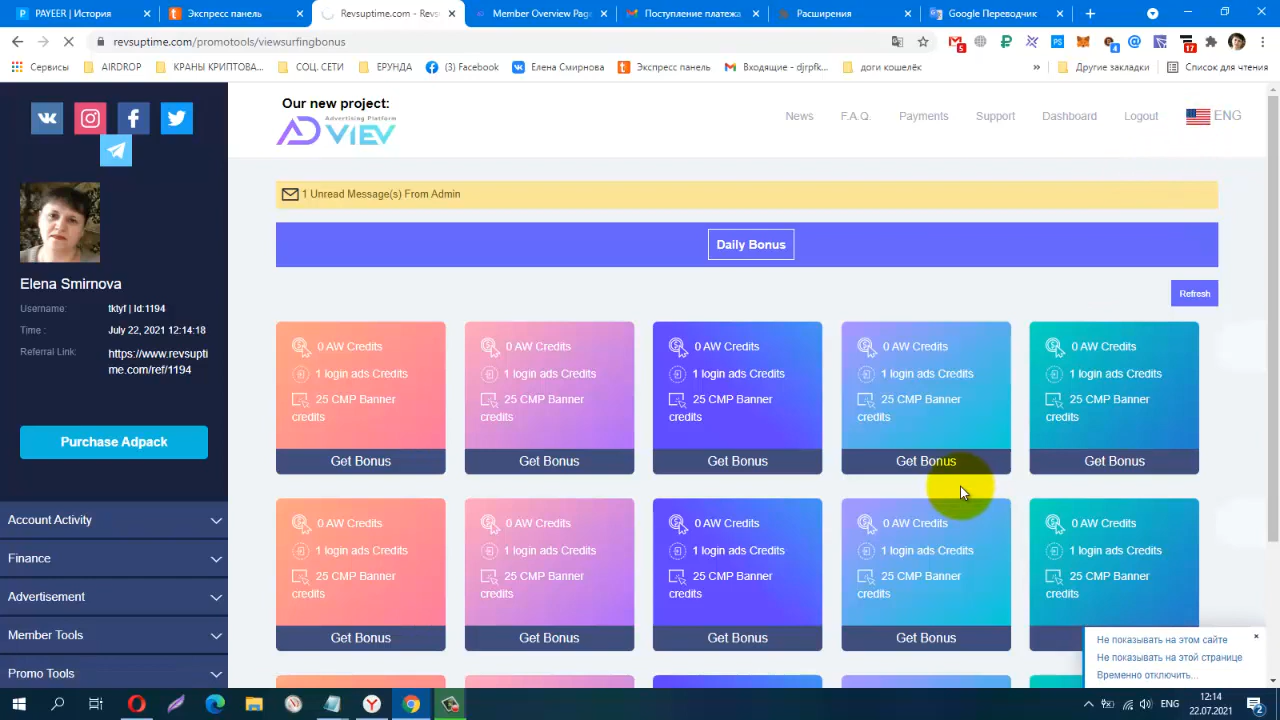 PAYEER | История
Экспресс панель
Revsuptime.com - Revs
Member Overview Page
Поступление платежа
Расширения
Google Переводчик
revsuptime.com/promotools/viewsurfingbonus
Сервисы
AIRDROP
КРАНЫ КРИПТОВА...
СОЦ. СЕТИ
ЕРУНДА
(3) Facebook
Елена Смирнова
Экспресс панель
Входящие - djrpfk...
доги кошелёк
»
Другие закладки
Список для чтения
Our new project:
Advertising Platform
AD VIEV
News
F.A.Q.
Payments
Support
Dashboard
Logout
ENG
1 Unread Message(s) From Admin
Daily Bonus
Refresh
Elena Smirnova
Username: tktyf | Id:1194
Time : July 22, 2021 12:14:18
Referral Link: https://www.revsupti
me.com/ref/1194
Purchase Adpack
Account Activity
Finance
Advertisement
Member Tools
Promo Tools
0 AW Credits
1 login ads Credits
25 CMP Banner
credits
Get Bonus
0 AW Credits
1 login ads Credits
25 CMP Banner
credits
Get Bonus
0 AW Credits
1 login ads Credits
25 CMP Banner
credits
Get Bonus
0 AW Credits
1 login ads Credits
25 CMP Banner
credits
Get Bonus
0 AW Credits
1 login ads Credits
25 CMP Banner
credits
Get Bonus
0 AW Credits
1 login ads Credits
25 CMP Banner
credits
Get Bonus
0 AW Credits
1 login ads Credits
25 CMP Banner
credits
Get Bonus
0 AW Credits
1 login ads Credits
25 CMP Banner
credits
Get Bonus
0 AW Credits
1 login ads Credits
25 CMP Banner
credits
Get Bonus
0 AW Credits
1 login ads Credits
25 CMP Banner
credits
Не показывать на этом сайте
Не показывать на этой странице
Временно отключить...
ENG
12:14
22.07.2021